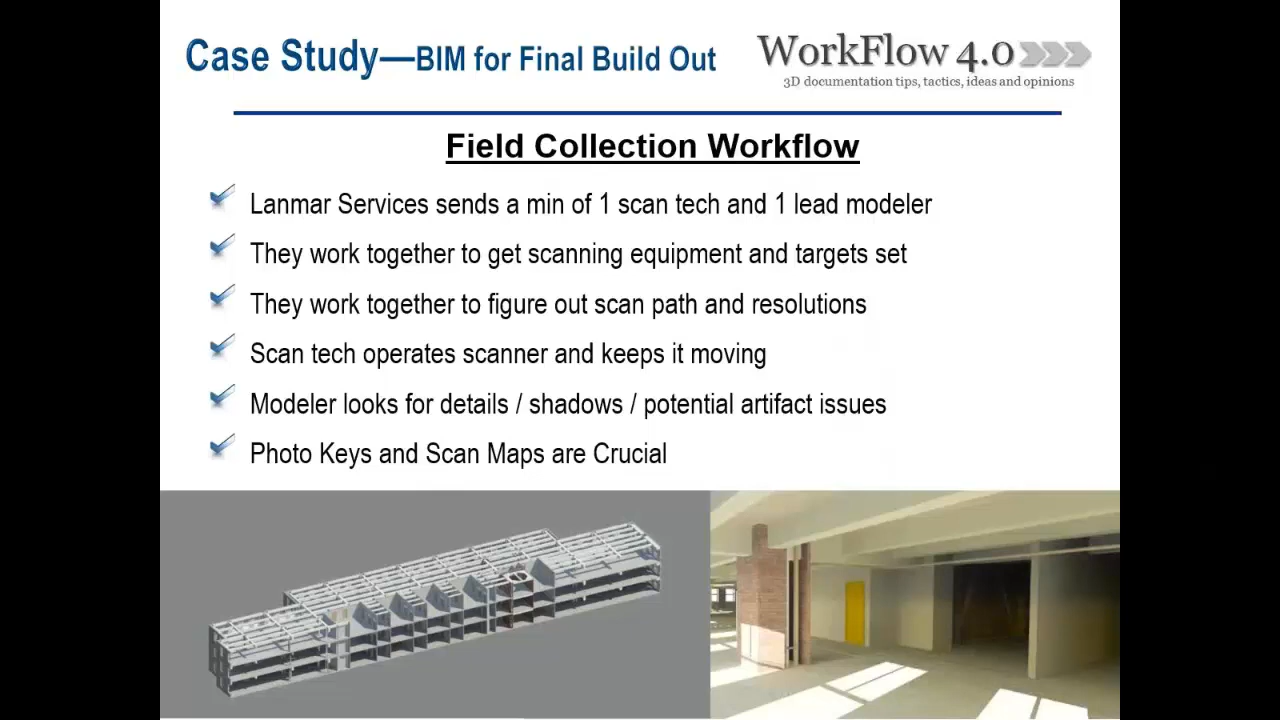 Case Study—BIM for Final Build Out
WorkFlow 4.0
3D documentation tips, tactics, ideas and opinions
Field Collection Workflow
Lanmar Services sends a min of 1 scan tech and 1 lead modeler
They work together to get scanning equipment and targets set
They work together to figure out scan path and resolutions
Scan tech operates scanner and keeps it moving
Modeler looks for details / shadows / potential artifact issues
Photo Keys and Scan Maps are Crucial